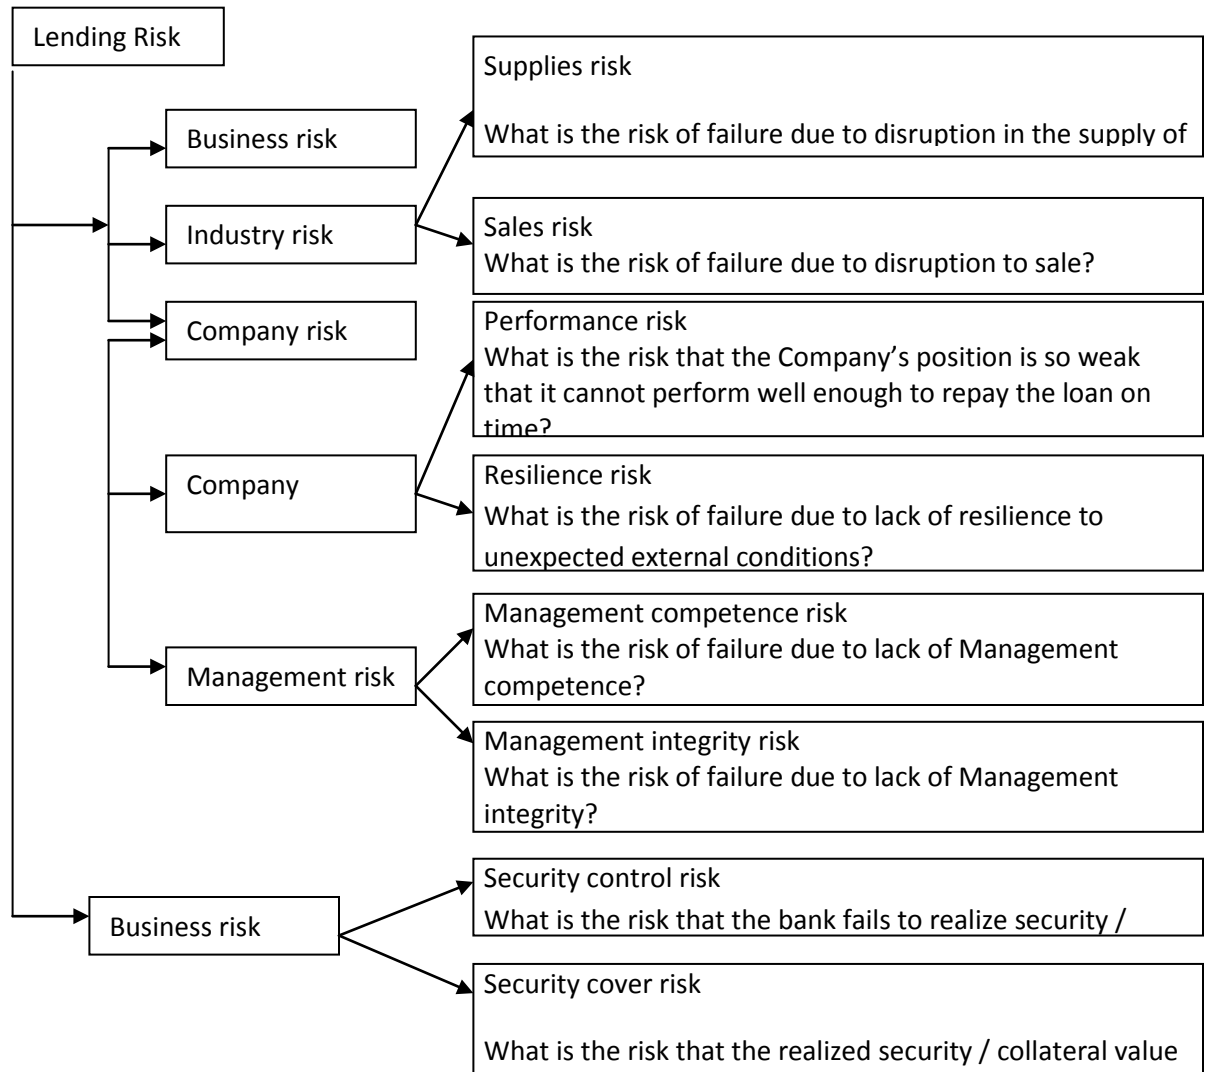 Lending Risk
Supplies risk
What is the risk of failure due to disruption in the supply of
Business risk
Industry risk
Sales risk
What is the risk of failure due to disruption to sale?
Company risk
Performance risk
What is the risk that the Company’s position is so weak
that it cannot perform well enough to repay the loan on
time?
Company
Resilience risk
What is the risk of failure due to lack of resilience to
unexpected external conditions?
Management competence risk
What is the risk of failure due to lack of Management
competence?
Management risk
Management integrity risk
What is the risk of failure due to lack of Management
integrity?
Security control risk
What is the risk that the bank fails to realize security /
Business risk
Security cover risk
What is the risk that the realized security / collateral value